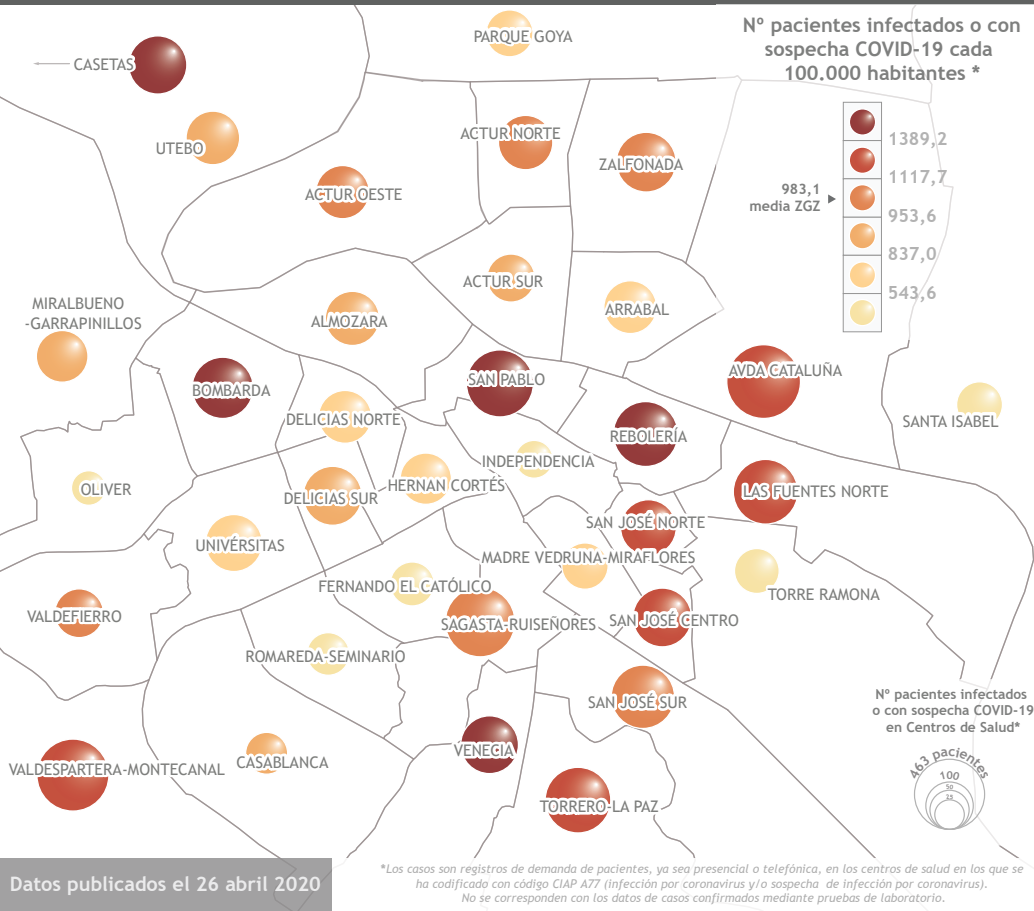 PARQUE GOYA
Nº pacientes infectados o con
sospecha COVID-19 cada
100.000 habitantes *
CASETAS
UTEBO
ACTUR NORTE
ZALFONADA
ACTUR OESTE
1389,2
1117,7
983,1
media ZGZ
953,6
837,0
543,6
ACTUR SUR
MIRALBUENO
-GARRAPINILLOS
ALMOZARA
ARRABAL
BOMBARDA
SAN PABLO
AVDA CATALUÑA
DELICIAS NORTE
REBOLERÍA
SANTA ISABEL
OLIVER
DELICIAS SUR
HERNAN CORTÉS
INDEPENDENCIA
LAS FUENTES NORTE
UNIVÉRSITAS
SAN JOSÉ NORTE
MADRE VEDRUNA-MIRAFLORES
FERNANDO EL CATÓLICO
TORRE RAMONA
VALDEFIERRO
SAGASTA-RUISEÑORES
SAN JOSÉ CENTRO
ROMAREDA-SEMINARIO
SAN JOSÉ SUR
Nº pacientes infectados
o con sospecha COVID-19
en Centros de Salud*
VALDESPARTERA-MONTECANAL
CASABLANCA
VENECIA
TORRERO-LA PAZ
463 pacientes
100
50
25
Datos publicados el 26 abril 2020
*Los casos son registros de demanda de pacientes, ya sea presencial o telefónica, en los centros de salud en los que se
ha codificado con código CIAP A77 (infección por coronavirus y/o sospecha de infección por coronavirus).
No se corresponden con los datos de casos confirmados mediante pruebas de laboratorio.